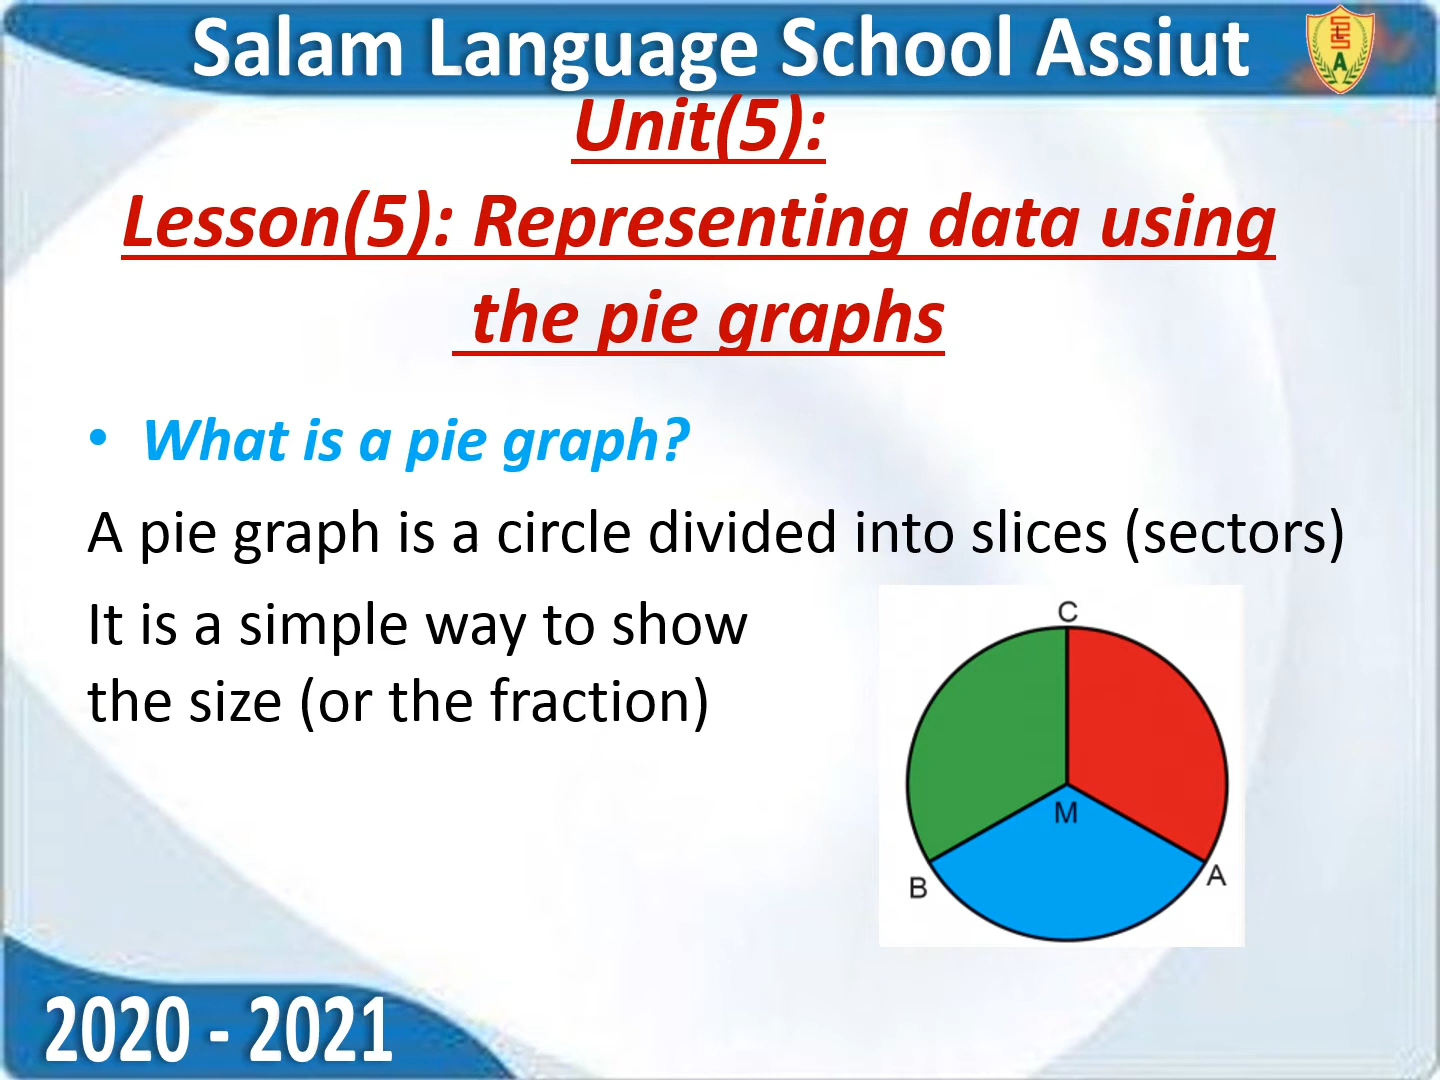 Salam Language School Assiut
Unit(5):
Lesson(5): Representing data using
the pie graphs
• What is a pie graph?
A pie graph is a circle divided into slices (sectors)
It is a simple way to show
the size (or the fraction)
C
M
B
A
2020 - 2021